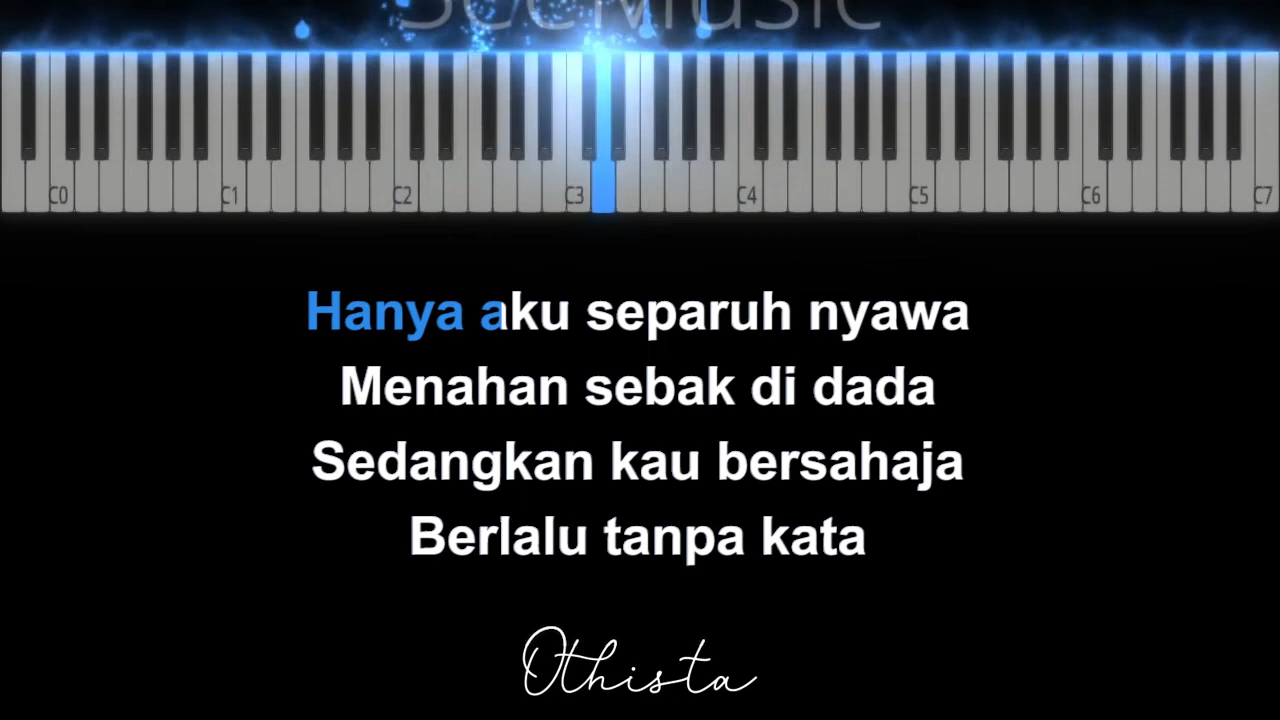 SeeMusic
C0 C1 C2 C3 C4 C5 C6 C7
Hanya aku separuh nyawa
Menahan sebak di dada
Sedangkan kau bersahaja
Berlalu tanpa kata
Othista